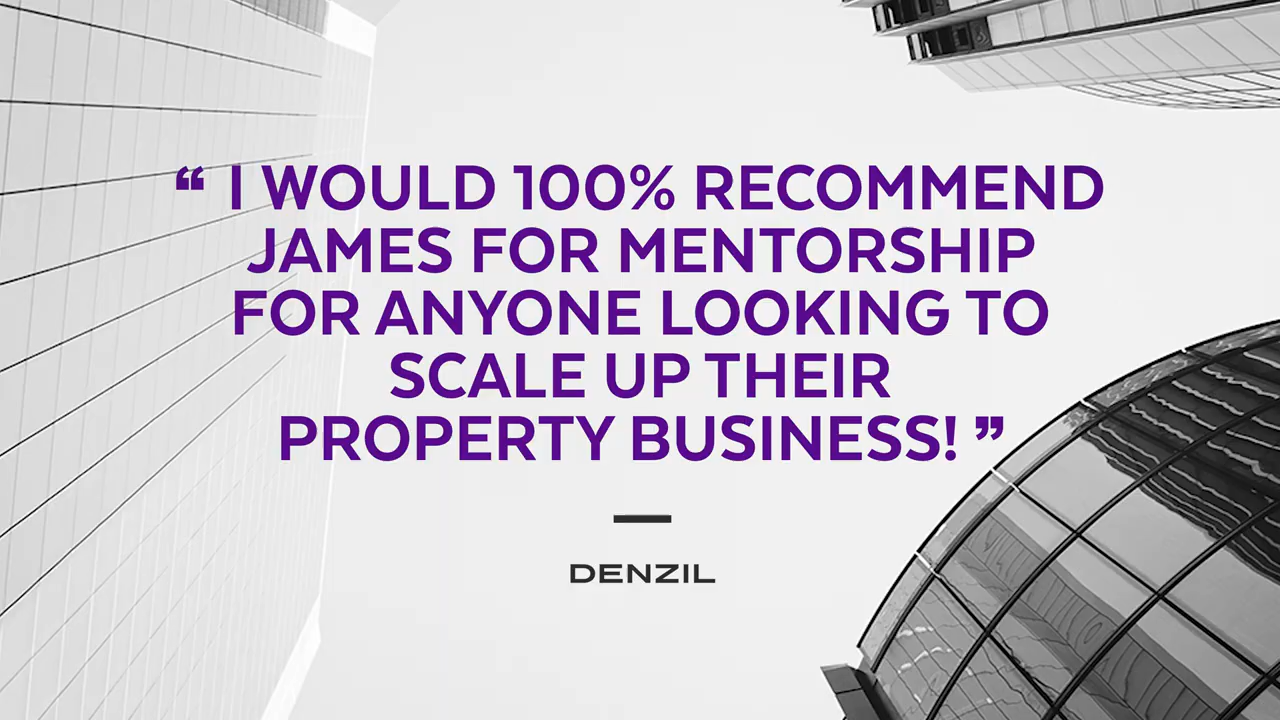 “ I WOULD 100% RECOMMEND
JAMES FOR MENTORSHIP
FOR ANYONE LOOKING TO
SCALE UP THEIR
PROPERTY BUSINESS! ”
DENZIL